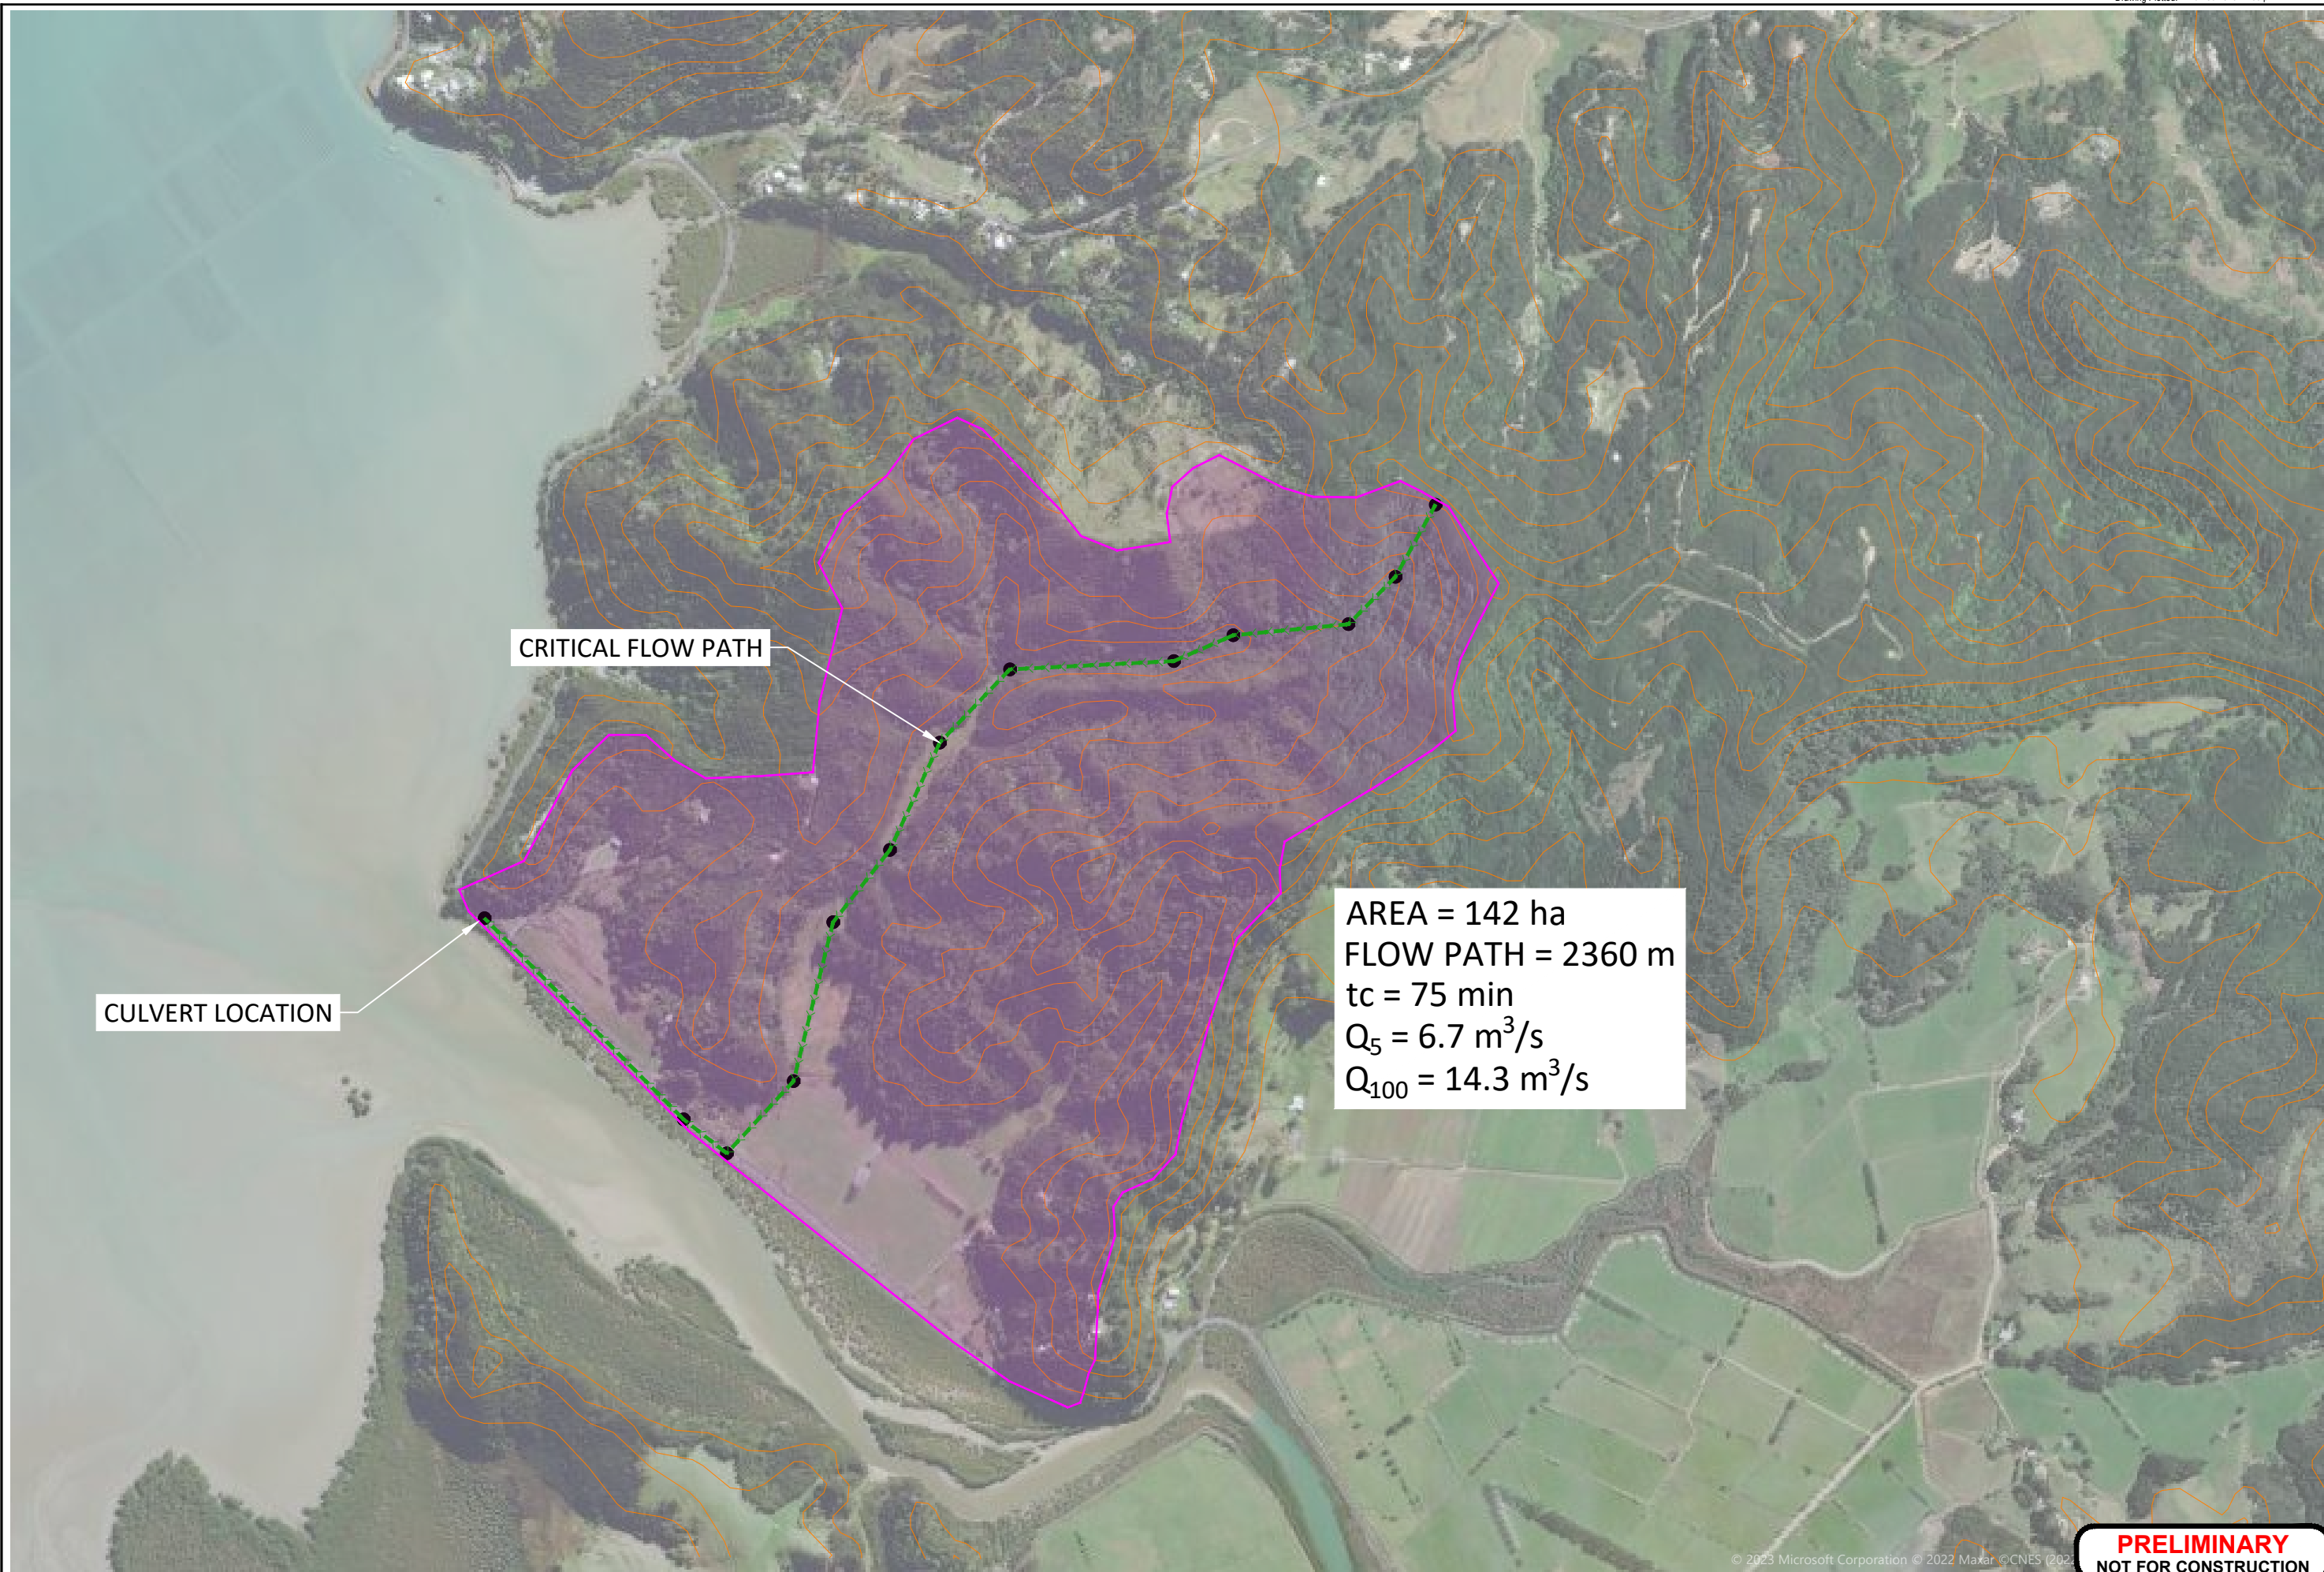 CRITICAL FLOW PATH
CULVERT LOCATION
AREA = 142 ha
FLOW PATH = 2360 m
tc = 75 min
Q₅ = 6.7 m³/s
Q₁₀₀ = 14.3 m³/s
© 2023 Microsoft Corporation © 2022 Maxar ©CNES (2022
PRELIMINARY
NOT FOR CONSTRUCTION